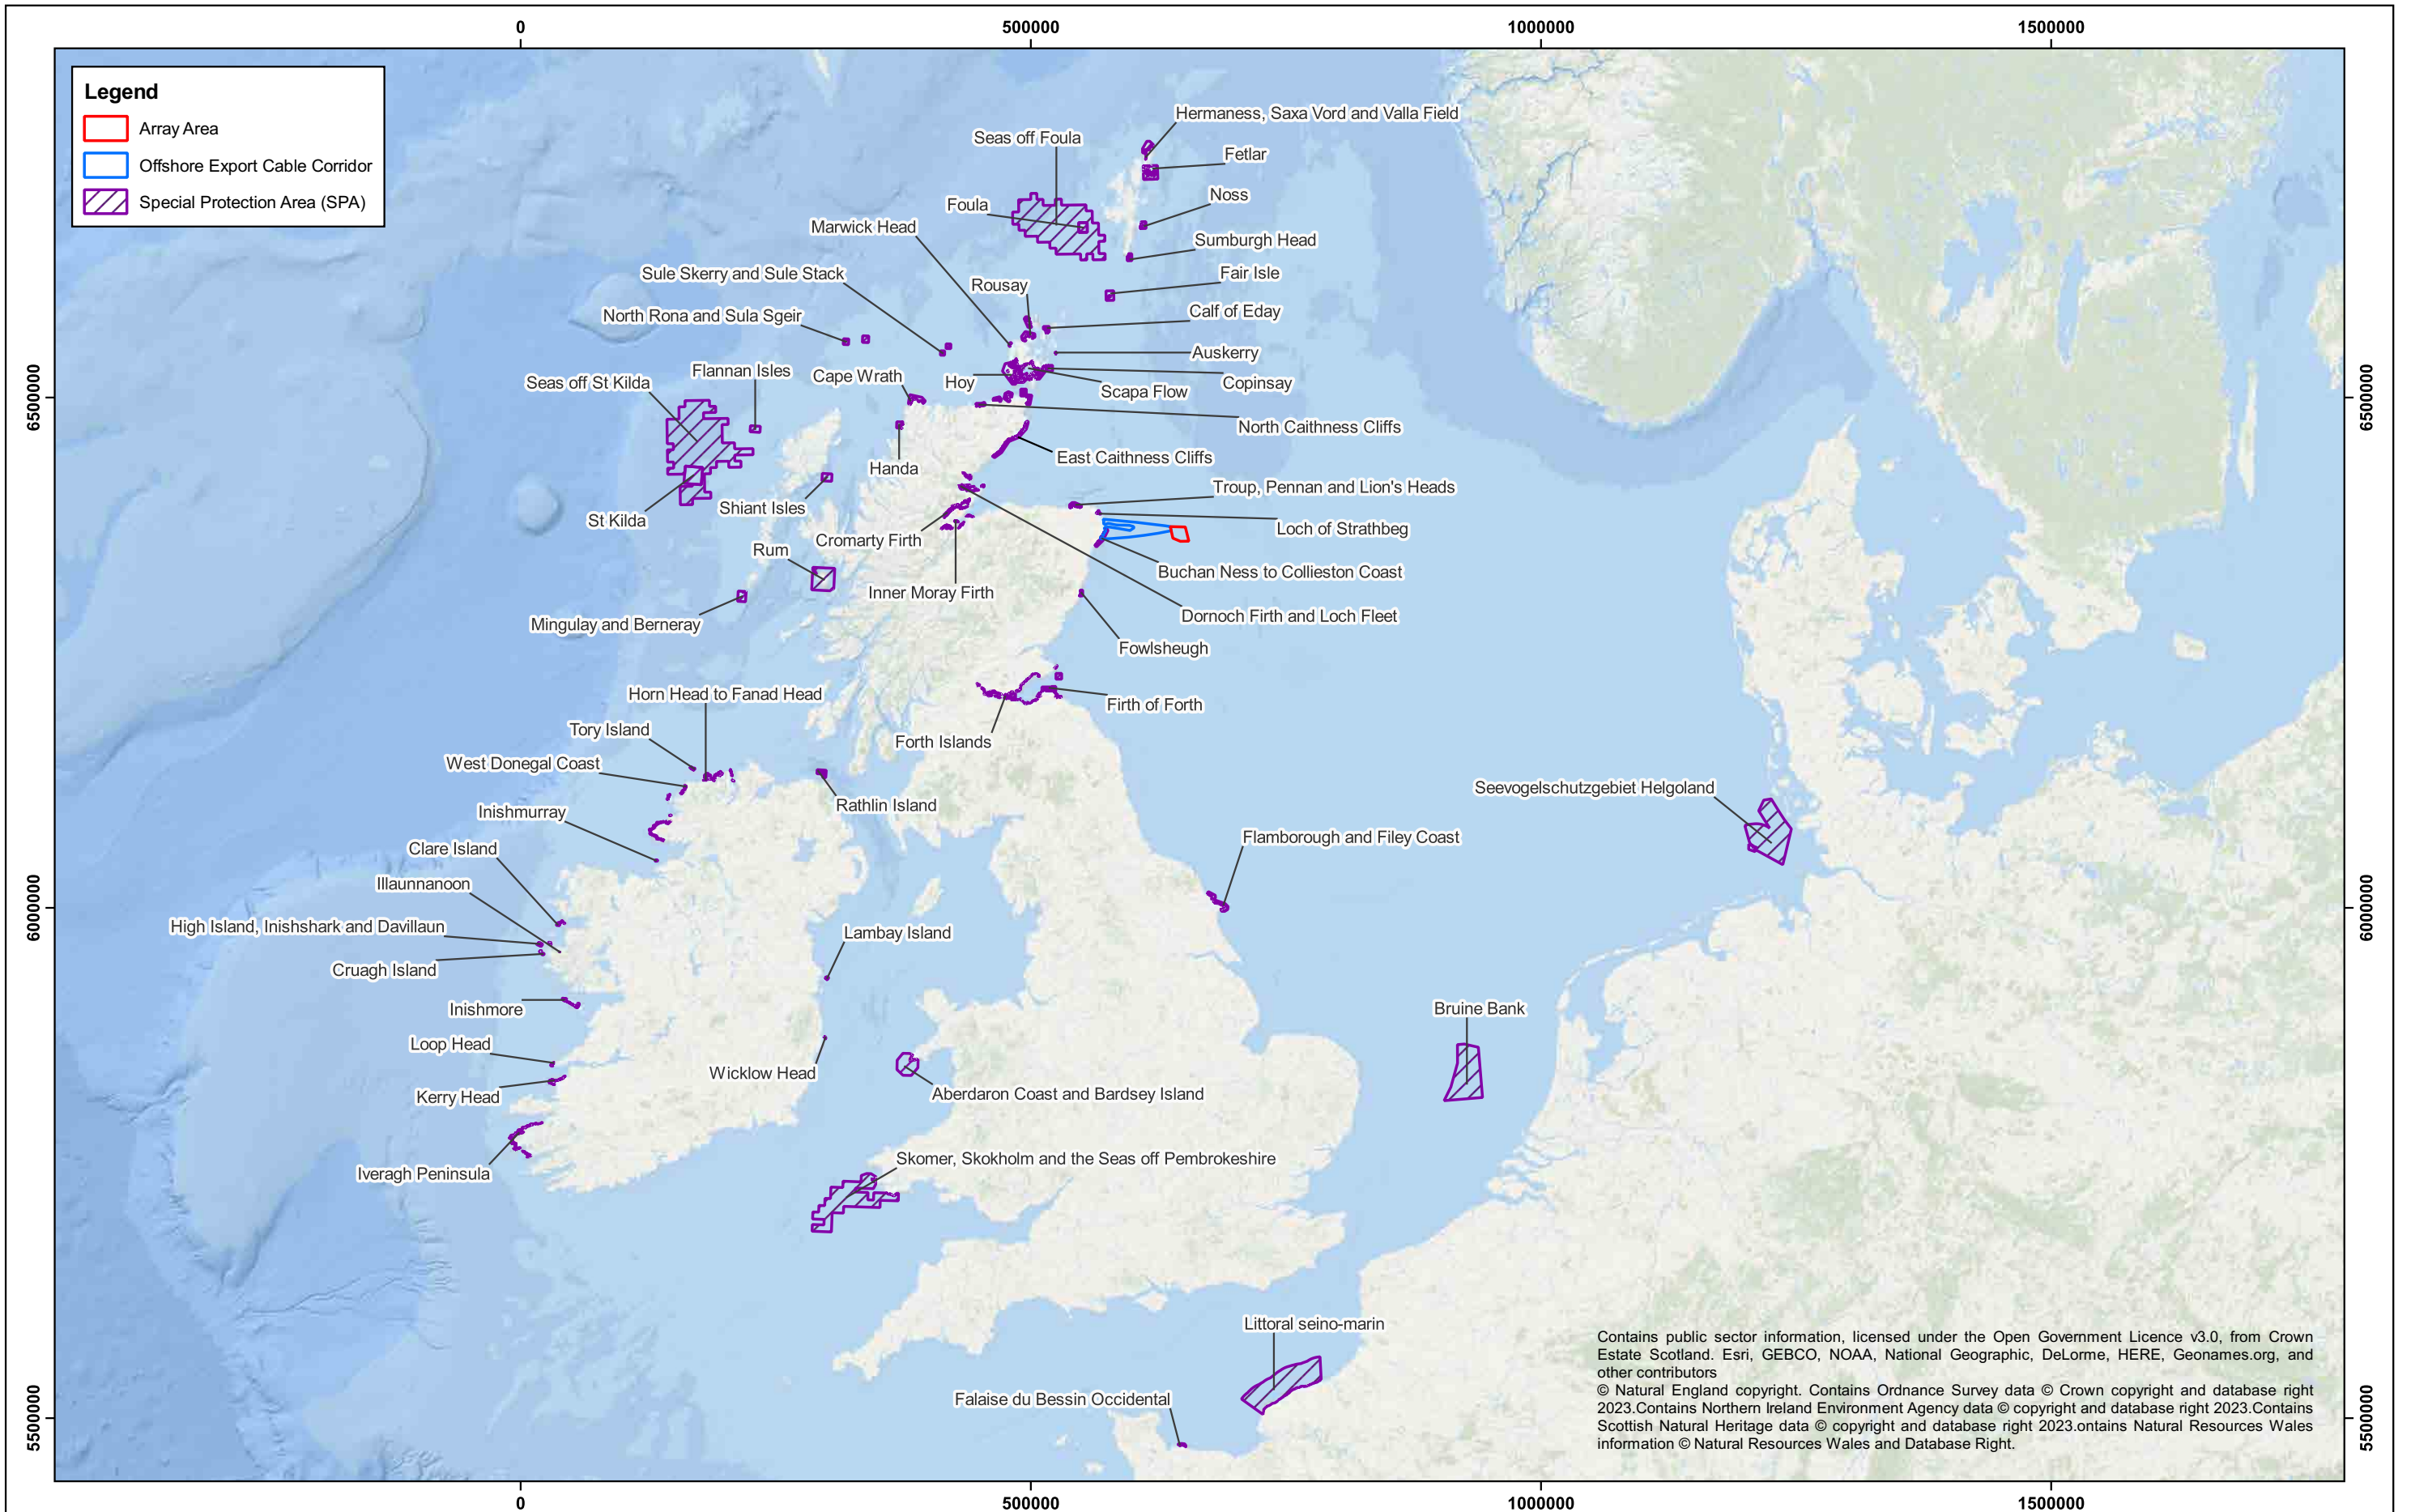 0
500000
1000000
1500000
Legend
Array Area
Offshore Export Cable Corridor
Special Protection Area (SPA)
Hermaness, Saxa Vord and Valla Field
Seas off Foula
Fetlar
Noss
Foula
Marwick Head
Sumburgh Head
Sule Skerry and Sule Stack
Fair Isle
Rousay
North Rona and Sula Sgeir
Calf of Eday
Auskerry
Flannan Isles
Cape Wrath
Seas off St Kilda
Hoy
Copinsay
Scapa Flow
6500000
6500000
North Caithness Cliffs
East Caithness Cliffs
Handa
Troup, Pennan and Lion's Heads
Shiant Isles
St Kilda
Loch of Strathbeg
Cromarty Firth
Rum
Buchan Ness to Collieston Coast
Inner Moray Firth
Dornoch Firth and Loch Fleet
Mingulay and Berneray
Fowlsheugh
Horn Head to Fanad Head
Firth of Forth
Tory Island
Forth Islands
West Donegal Coast
Seevogelschutzgebiet Helgoland
Rathlin Island
Inishmurray
Flamborough and Filey Coast
Clare Island
Illaunnanoon
6000000
6000000
High Island, Inishshark and Davillaun
Lambay Island
Cruagh Island
Inishmore
Bruine Bank
Loop Head
Wicklow Head
Kerry Head
Aberdaron Coast and Bardsey Island
Skomer, Skokholm and the Seas off Pembrokeshire
Iveragh Peninsula
Littoral seino-marin
Falaise du Bessin Occidental
5500000
5500000
Contains public sector information, licensed under the Open Government Licence v3.0, from Crown
Estate Scotland. Esri, GEBCO, NOAA, National Geographic, DeLorme, HERE, Geonames.org, and
other contributors
© Natural England copyright. Contains Ordnance Survey data © Crown copyright and database right
2023.Contains Northern Ireland Environment Agency data © copyright and database right 2023.Contains
Scottish Natural Heritage data © copyright and database right 2023.ontains Natural Resources Wales
information © Natural Resources Wales and Database Right.
0
500000
1000000
1500000